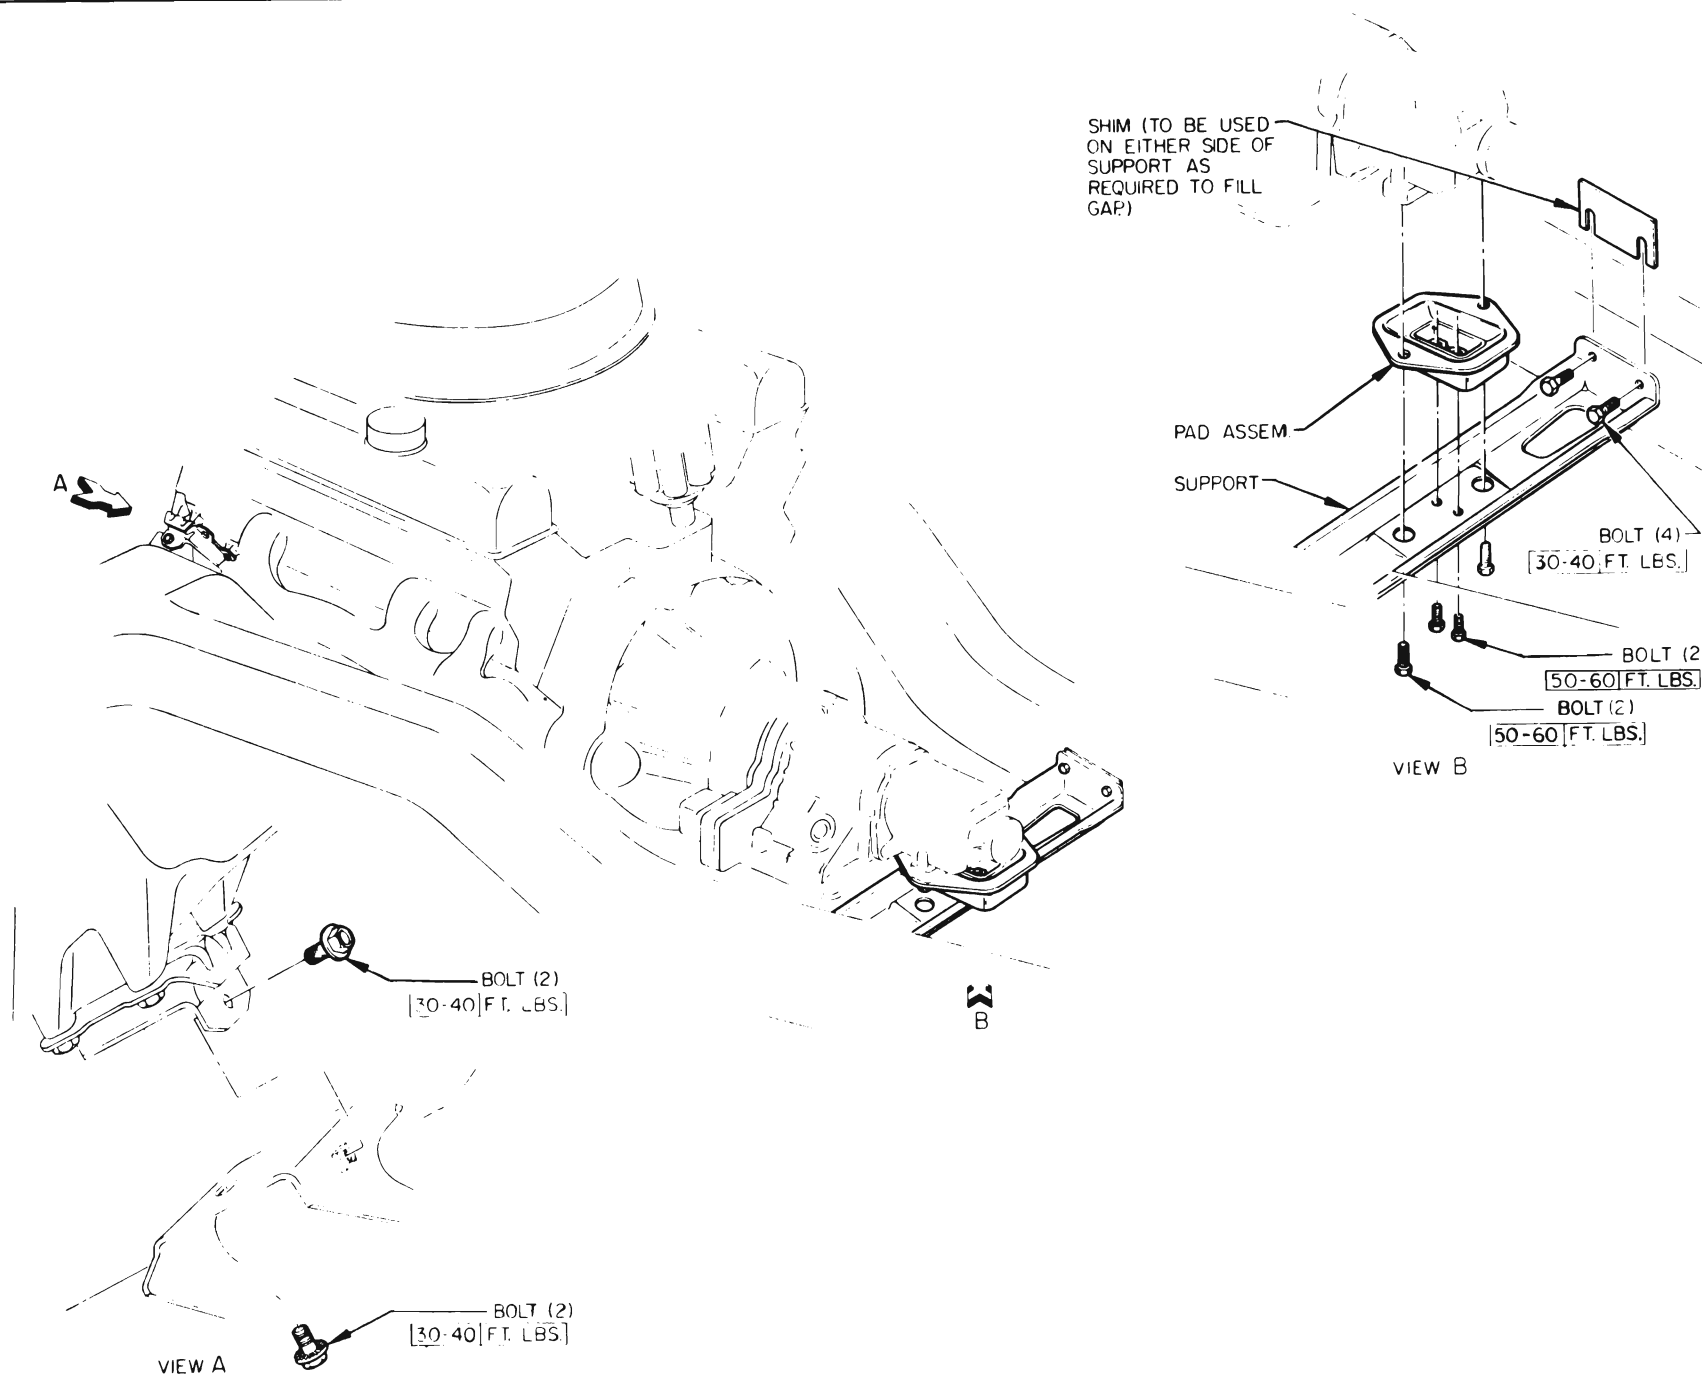 SHIM (TO BE USED
ON EITHER SIDE OF
SUPPORT AS
REQUIRED TO FILL
GAP.)
PAD ASSEM.
SUPPORT
BOLT (4)
30-40 FT. LBS.
BOLT (2
50-60 FT. LBS.
BOLT (2)
50-60 FT. LBS.
VIEW B
A
B
BOLT (2)
30-40 FT. LBS.
BOLT (2)
30-40 FT. LBS.
VIEW A